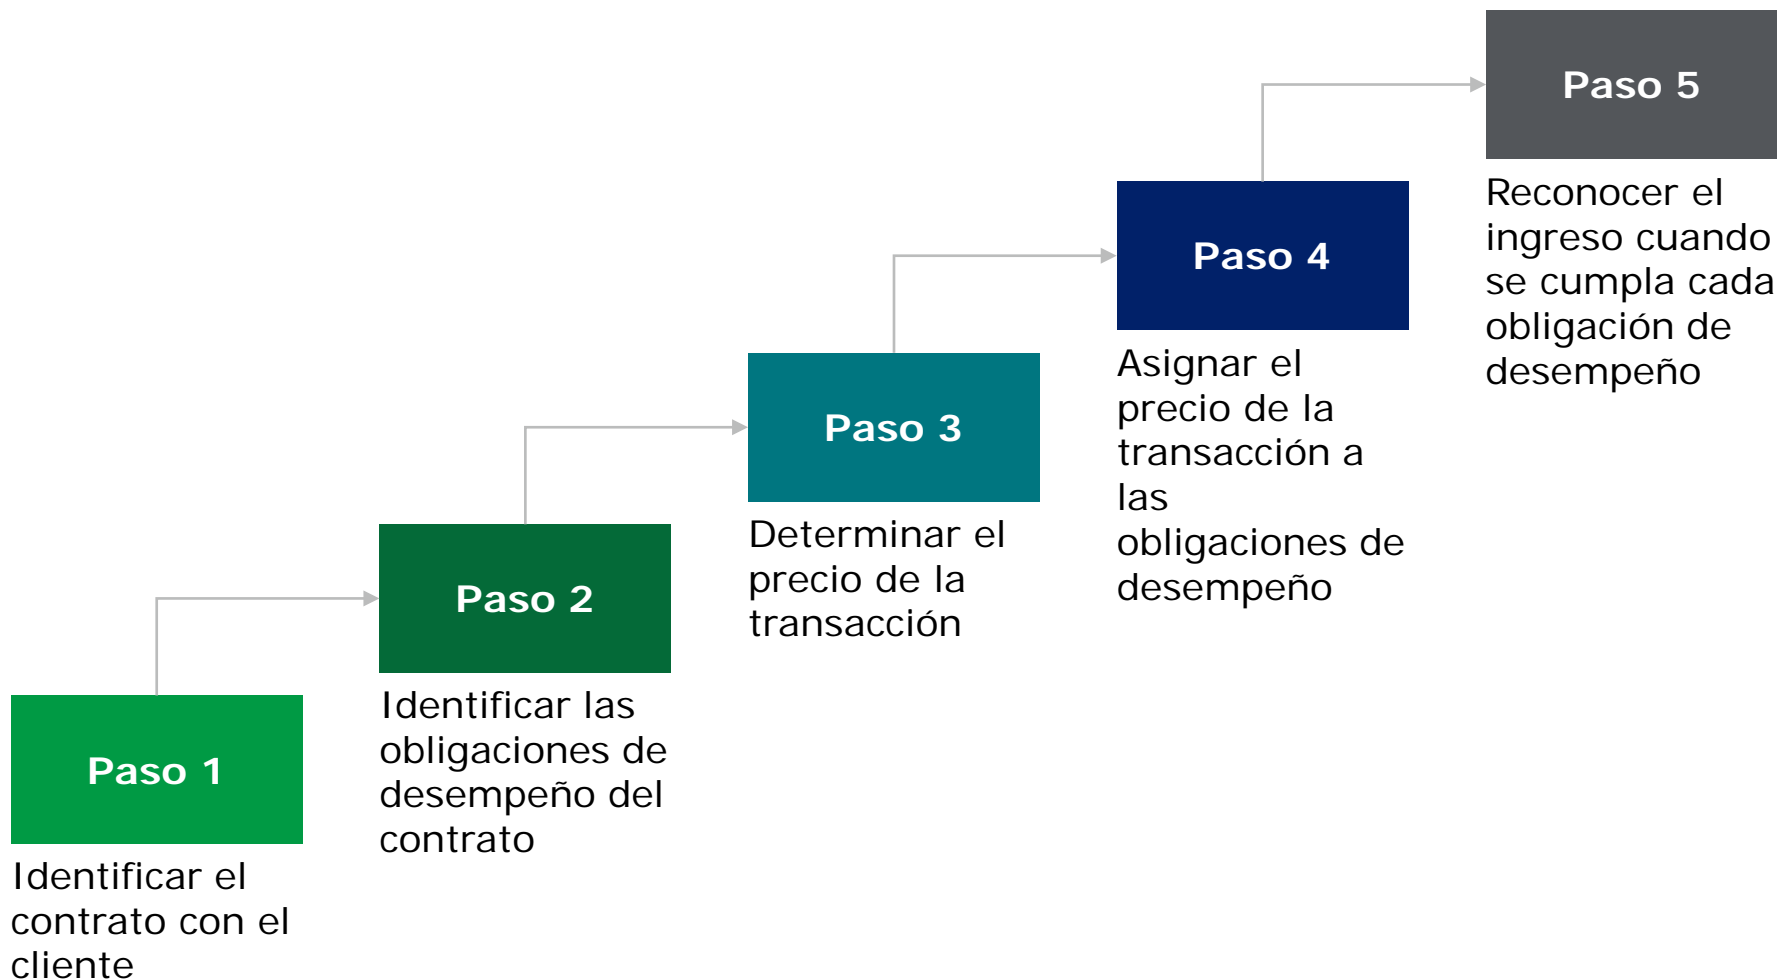 Paso 1
Identificar el
contrato con el
cliente
Paso 2
Identificar las
obligaciones de
desempeño del
contrato
Paso 3
Determinar el
precio de la
transacción
Paso 4
Asignar el
precio de la
transacción a
las
obligaciones de
desempeño
Paso 5
Reconocer el
ingreso cuando
se cumpla cada
obligación de
desempeño